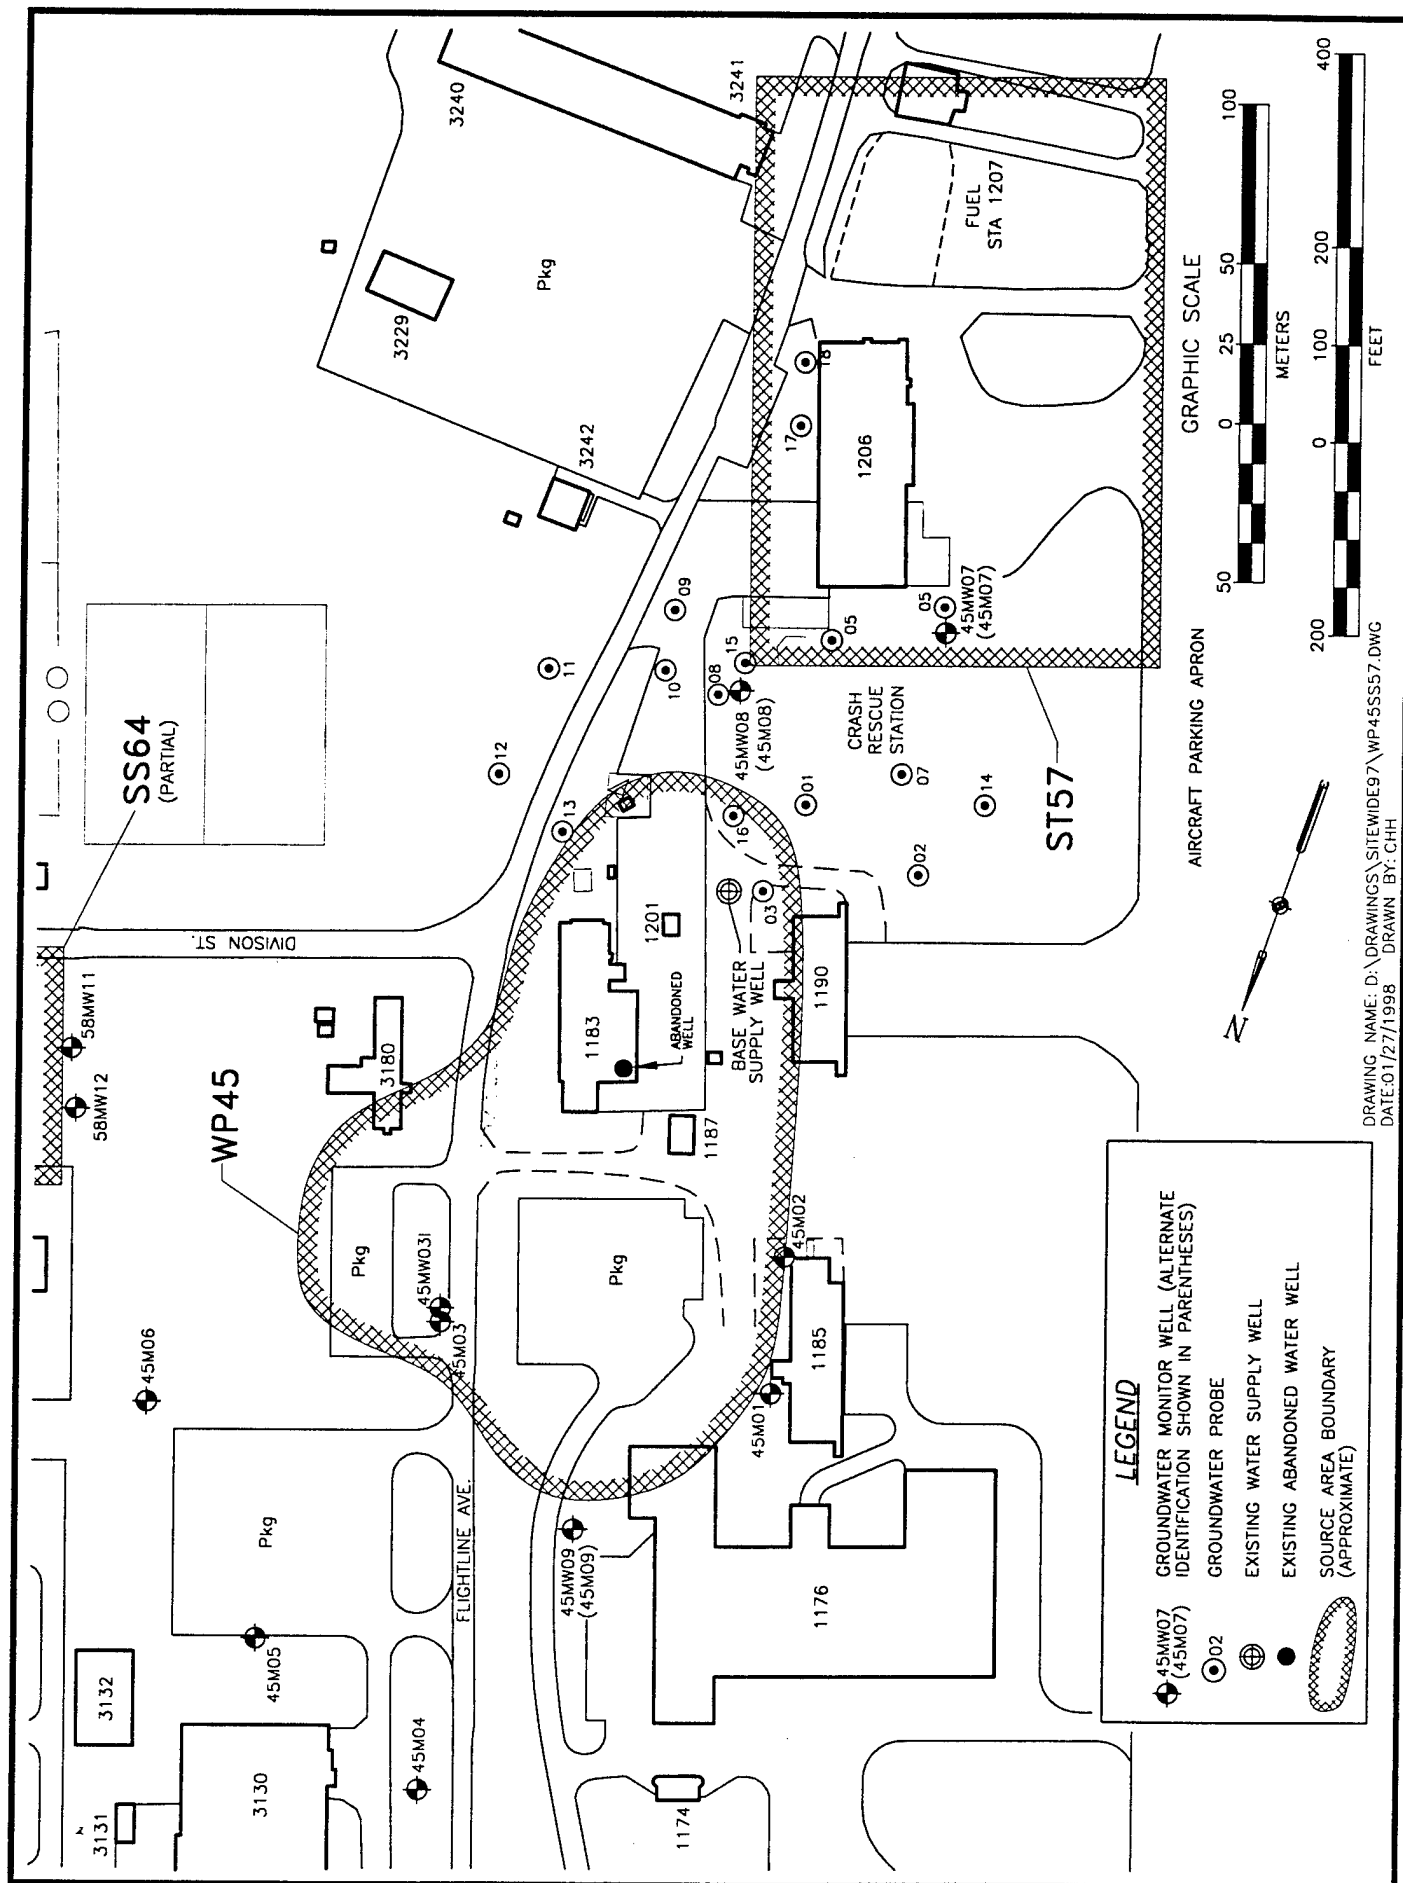 SS64
(PARTIAL)
58MW11
58MW12
DIVISON ST.
WP45
3180
Pkg
45MW03I
45M03
45M06
Pkg
45M05
3132
3131
3130
45M04
FLIGHTLINE AVE.
3240
3241
3229
Pkg
3242
11
12
13
09
10
15
08
45MW08
(45M08)
1201
1183
ABANDONED
WELL
BASE WATER
SUPPLY WELL
1187
16
03
01
02
07
14
1190
CRASH
RESCUE
STATION
Pkg
45M02
1185
45M01
45MW09
(45M09)
1176
1174
FUEL
STA 1207
18
17
1206
05
05
45MW07
(45M07)
ST57
AIRCRAFT PARKING APRON
GRAPHIC SCALE
50 0 25 50 100
METERS
200 0 100 200 400
FEET
N
LEGEND
45MW07
(45M07)
GROUNDWATER MONITOR WELL (ALTERNATE
IDENTIFICATION SHOWN IN PARENTHESES)
02 GROUNDWATER PROBE
EXISTING WATER SUPPLY WELL
EXISTING ABANDONED WATER WELL
SOURCE AREA BOUNDARY
(APPROXIMATE)
DRAWING NAME: D:\DRAWINGS\SITEWIDE97\WP45SS57.DWG
DATE:01/27/1998 DRAWN BY: CHH